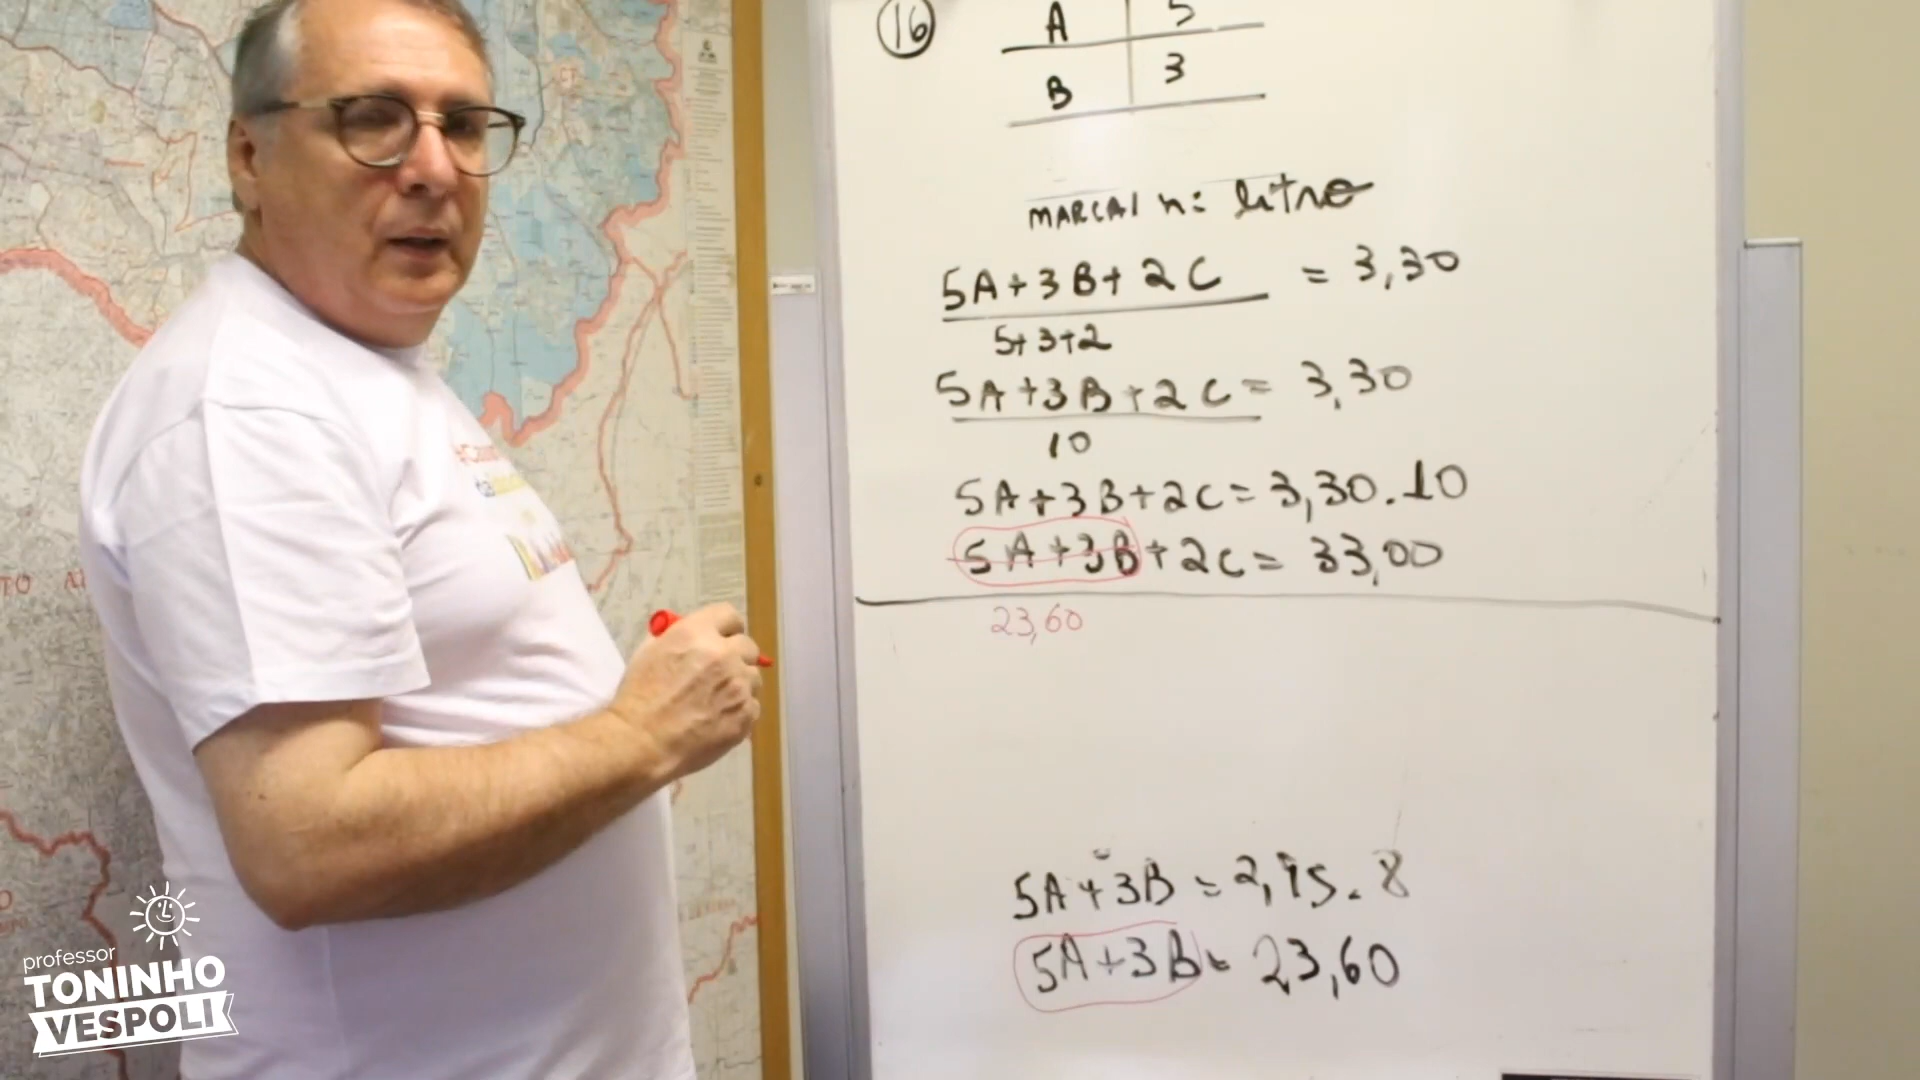 16
A 5
B 3
MARCA/ n: litro
5A+3B+2C = 3,30
5+3+2
5A+3B+2C = 3,30
10
5A+3B+2C = 3,30.10
5A+3B+2C = 33,00
23,60
5A+3B = 2,95.8
5A+3B = 23,60
professor
TONINHO
VESPOLI